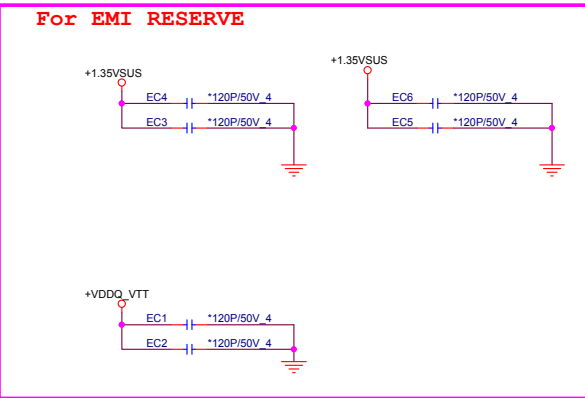 For EMI RESERVE
+1.35VSUS
EC4 *120P/50V_4
EC3 *120P/50V_4
+1.35VSUS
EC6 *120P/50V_4
EC5 *120P/50V_4
+VDDQ_VTT
EC1 *120P/50V_4
EC2 *120P/50V_4